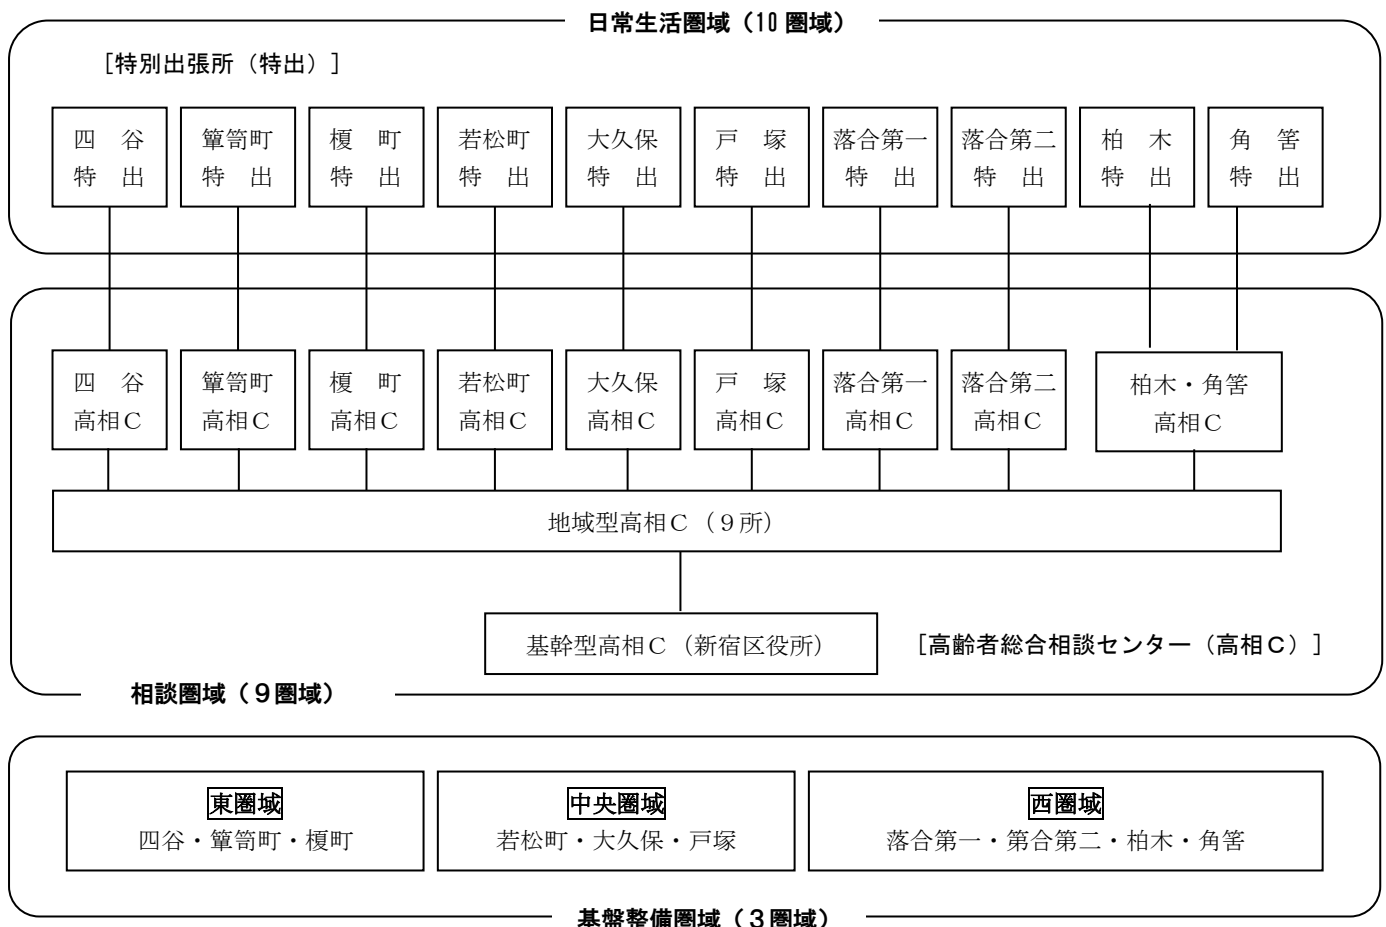 日常生活圏域（10 圏域）
［特別出張所（特出）］
四　谷
特　出
簞笥町
特　出
榎　町
特　出
若松町
特　出
大久保
特　出
戸　塚
特　出
落合第一
特　出
落合第二
特　出
柏　木
特　出
角　筈
特　出
四　谷
高相Ｃ
簞笥町
高相Ｃ
榎　町
高相Ｃ
若松町
高相Ｃ
大久保
高相Ｃ
戸　塚
高相Ｃ
落合第一
高相Ｃ
落合第二
高相Ｃ
柏木・角筈
高相Ｃ
地域型高相Ｃ（９所）
基幹型高相Ｃ（新宿区役所）
［高齢者総合相談センター（高相Ｃ）］
相談圏域（９圏域）
東圏域
四谷・簞笥町・榎町
中央圏域
若松町・大久保・戸塚
西圏域
落合第一・第合第二・柏木・角筈
基盤整備圏域（３圏域）